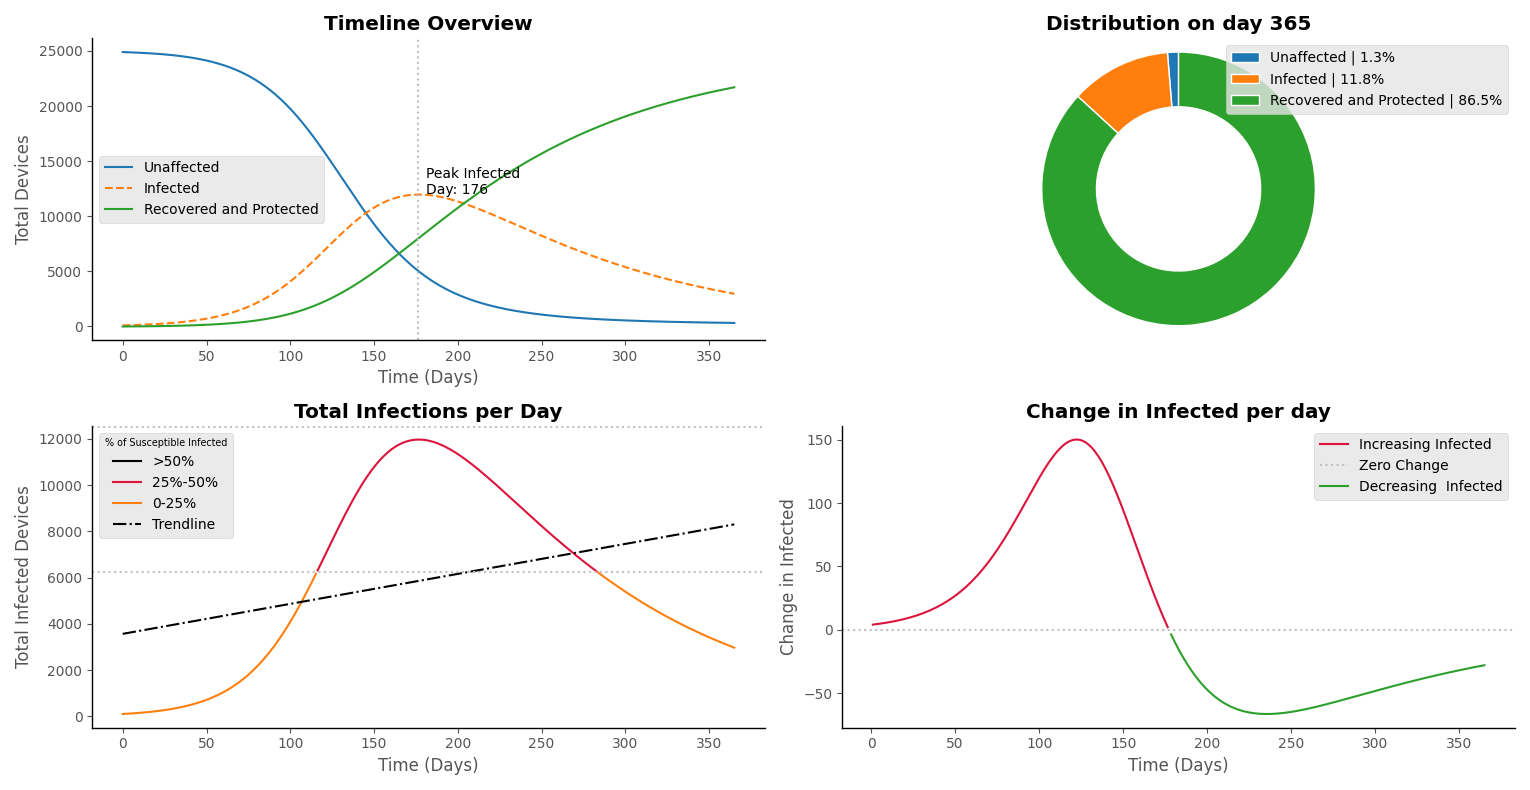 Timeline Overview
Total Devices
25000
20000
15000
10000
5000
0
Unaffected
Infected
Recovered and Protected
Peak Infected
Day: 176
0 50 100 150 200 250 300 350
Time (Days)
Distribution on day 365
Unaffected | 1.3%
Infected | 11.8%
Recovered and Protected | 86.5%
Total Infections per Day
Total Infected Devices
12000
10000
8000
6000
4000
2000
0
% of Susceptible Infected
>50%
25%-50%
0-25%
Trendline
0 50 100 150 200 250 300 350
Time (Days)
Change in Infected per day
Change in Infected
150
100
50
0
−50
Increasing Infected
Zero Change
Decreasing  Infected
0 50 100 150 200 250 300 350
Time (Days)